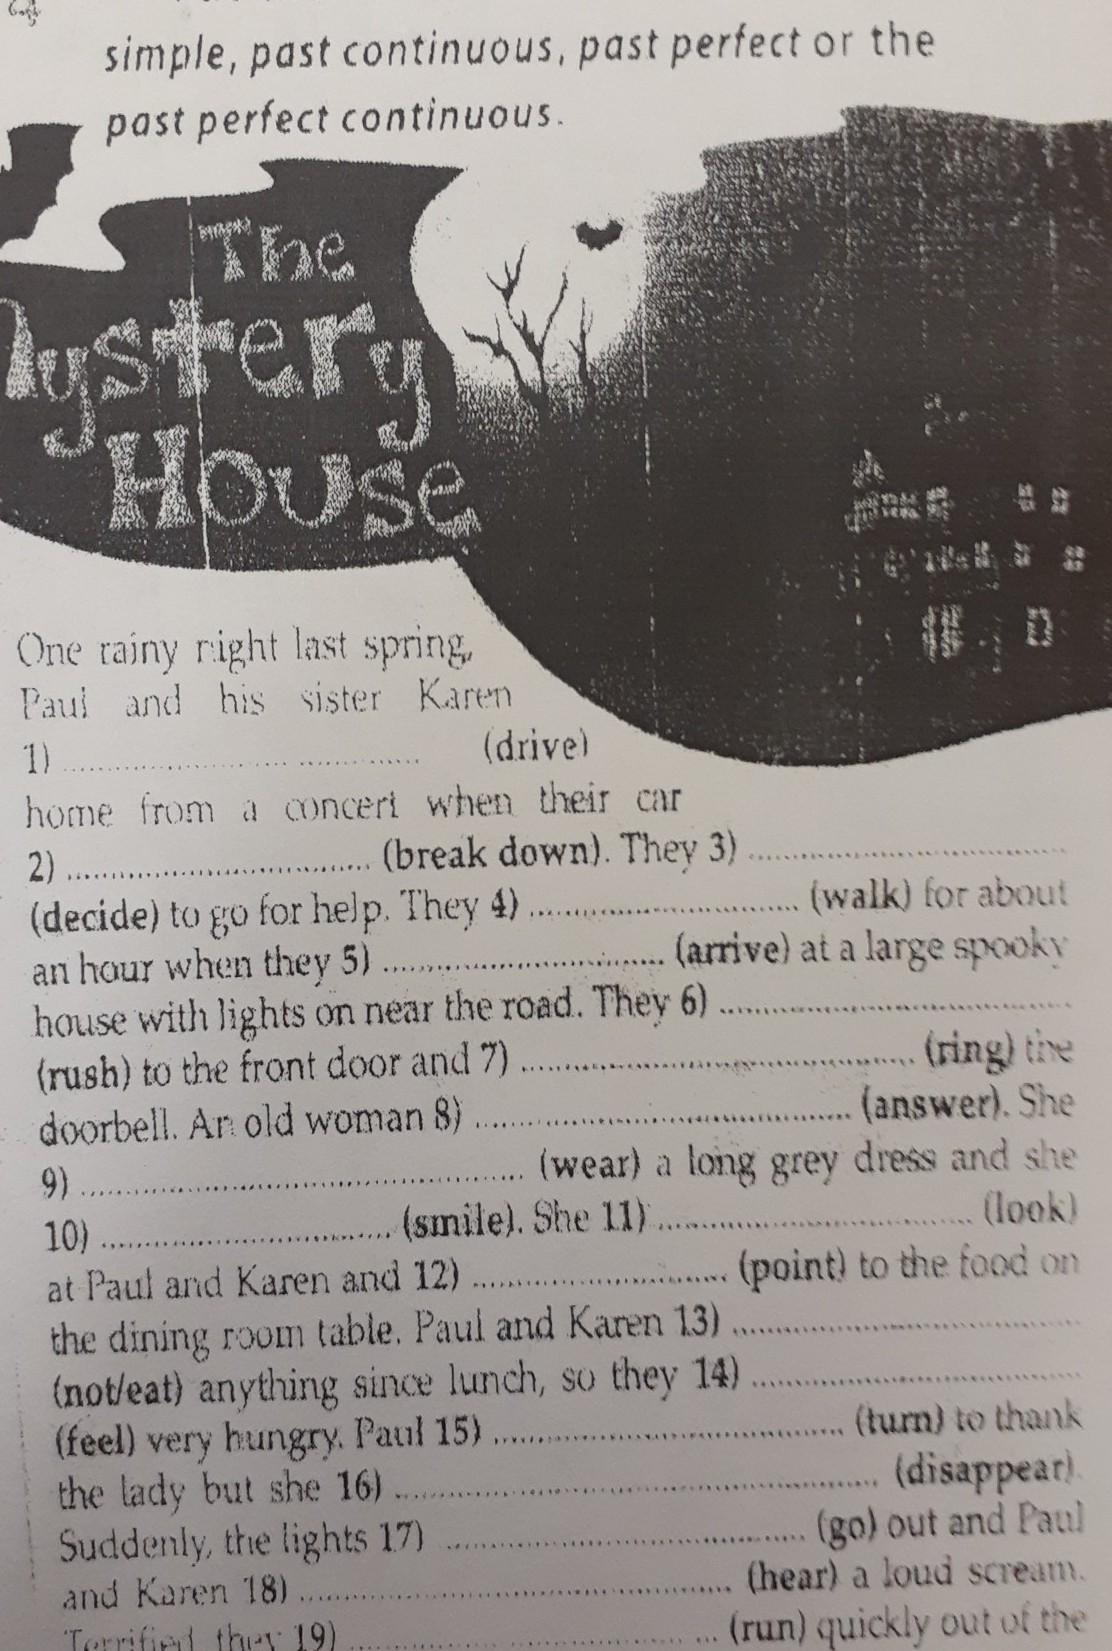 simple, past continuous, past perfect or the
past perfect continuous.
The
Mystery
House
One rainy night last spring,
Paul and his sister Karen
1) .................................... (drive)
home from a concert when their car
2) ................................ (break down). They 3) ..................................
(decide) to go for help. They 4) ............................. (walk) for about
an hour when they 5) .............................. (arrive) at a large spooky
house with lights on near the road. They 6) ......................................
(rush) to the front door and 7) .......................................... (ring) the
doorbell. An old woman 8) ........................................ (answer). She
9) ............................................... (wear) a long grey dress and she
10) ............................... (smile). She 11) .................................. (look)
at Paul and Karen and 12) ........................... (point) to the food on
the dining room table. Paul and Karen 13) ......................................
(not/eat) anything since lunch, so they 14) ....................................
(feel) very hungry. Paul 15) ...................................... (turn) to thank
the lady but she 16) .................................................... (disappear).
Suddenly, the lights 17) ....................................... (go) out and Paul
and Karen 18) .............................................. (hear) a loud scream.
Terrified, they 19) ........................................ (run) quickly out of the